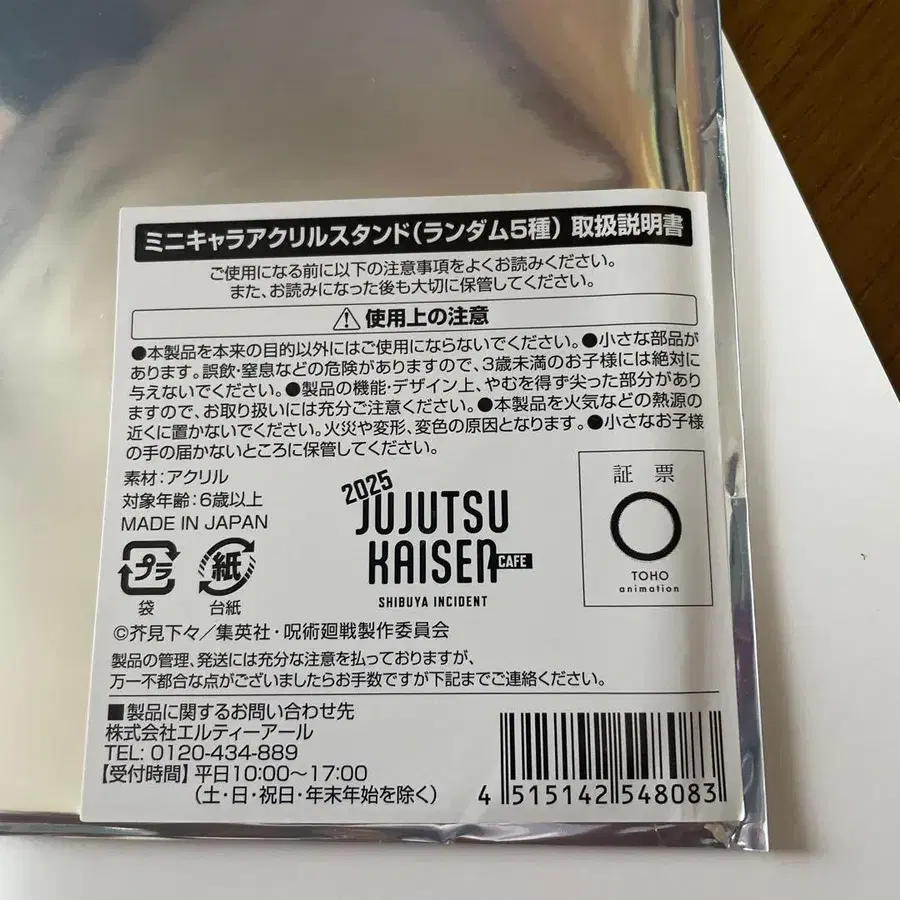 ミニキャラアクリルスタンド(ランダム5種) 取扱説明書
ご使用になる前に以下の注意事項をよくお読みください。
また、お読みになった後も大切に保管してください。
使用上の注意
●本製品を本来の目的以外にはご使用にならないでください。●小さな部品が
あります。誤飲・窒息などの危険がありますので、3歳未満のお子様には絶対に
与えないでください。●製品の機能・デザイン上、やむを得ず尖った部分があり
ますので、お取り扱いには充分ご注意ください。●本製品を火気などの熱源の
近くに置かないでください。火災や変形、変色の原因となります。●小さなお子様
の手の届かないところに保管してください。
素材:アクリル
対象年齢:6歳以上
MADE IN JAPAN
プラ
袋
紙
台紙
2025
JUJUTSU
KAISEN CAFE
SHIBUYA INCIDENT
証票
TOHO
animation
©芥見下々/集英社・呪術廻戦製作委員会
製品の管理、発送には充分な注意を払っておりますが、
万一不都合な点がございましたらお手数ですが下記までご連絡ください。
■製品に関するお問い合わせ先
株式会社エルティーアール
TEL: 0120-434-889
【受付時間】平日10:00～17:00
(土・日・祝日・年末年始を除く)
4 515142 548083